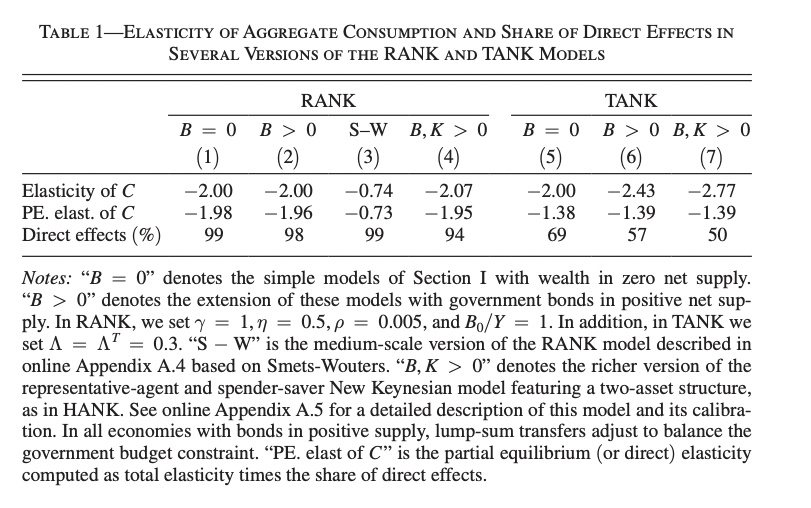 TABLE 1—ELASTICITY OF AGGREGATE CONSUMPTION AND SHARE OF DIRECT EFFECTS IN
SEVERAL VERSIONS OF THE RANK AND TANK MODELS
RANK TANK
B = 0 B > 0 S–W B, K > 0 B = 0 B > 0 B, K > 0
(1) (2) (3) (4) (5) (6) (7)
Elasticity of C −2.00 −2.00 −0.74 −2.07 −2.00 −2.43 −2.77
PE. elast. of C −1.98 −1.96 −0.73 −1.95 −1.38 −1.39 −1.39
Direct effects (%) 99 98 99 94 69 57 50
Notes: “B = 0” denotes the simple models of Section I with wealth in zero net supply.
“B > 0” denotes the extension of these models with government bonds in positive net sup-
ply. In RANK, we set γ = 1, η = 0.5, ρ = 0.005, and B₀/Y = 1. In addition, in TANK we
set Λ = Λᵀ = 0.3. “S − W” is the medium-scale version of the RANK model described in
online Appendix A.4 based on Smets-Wouters. “B, K > 0” denotes the richer version of the
representative-agent and spender-saver New Keynesian model featuring a two-asset structure,
as in HANK. See online Appendix A.5 for a detailed description of this model and its calibra-
tion. In all economies with bonds in positive supply, lump-sum transfers adjust to balance the
government budget constraint. “PE. elast of C” is the partial equilibrium (or direct) elasticity
computed as total elasticity times the share of direct effects.